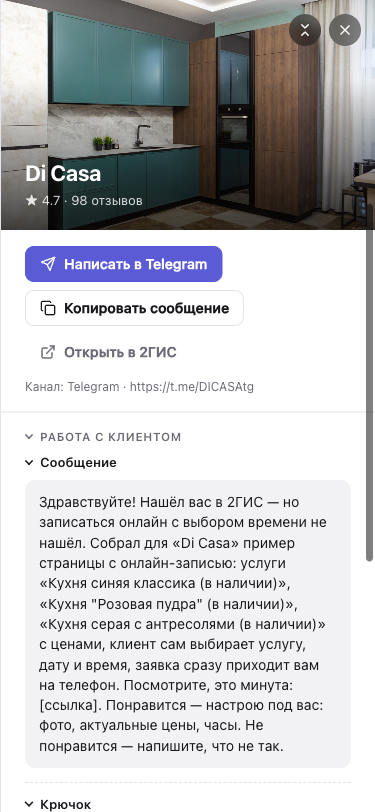 Di Casa
★ 4.7 · 98 отзывов
Написать в Telegram
Копировать сообщение
Открыть в 2ГИС
Канал: Telegram · https://t.me/DICASAtg
РАБОТА С КЛИЕНТОМ
Сообщение
Здравствуйте! Нашёл вас в 2ГИС — но
записаться онлайн с выбором времени не
нашёл. Собрал для «Di Casa» пример
страницы с онлайн-записью: услуги
«Кухня синяя классика (в наличии)»,
«Кухня "Розовая пудра" (в наличии)»,
«Кухня серая с антресолями (в наличии)»
с ценами, клиент сам выбирает услугу,
дату и время, заявка сразу приходит вам
на телефон. Посмотрите, это минута:
[ссылка]. Понравится — настрою под вас:
фото, актуальные цены, часы. Не
понравится — напишите, что не так.
Крючок